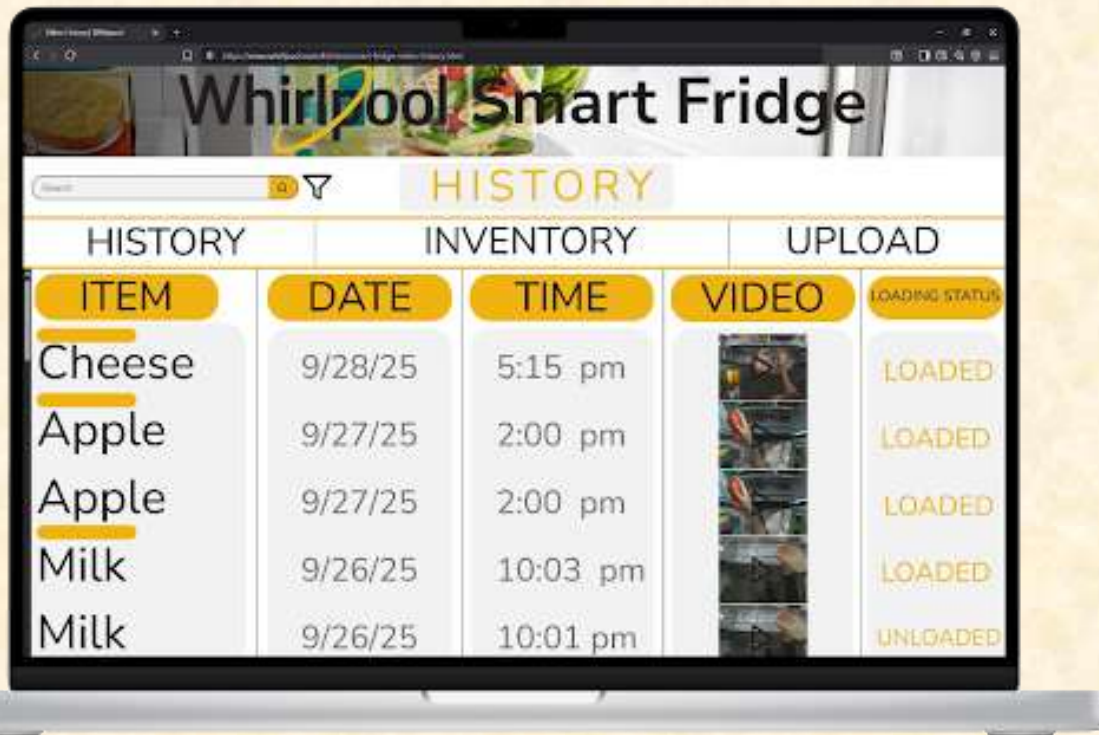 Whirlpool Smart Fridge
Search
HISTORY
HISTORY INVENTORY UPLOAD
ITEM DATE TIME VIDEO LOADING STATUS
Cheese 9/28/25 5:15 pm LOADED
Apple 9/27/25 2:00 pm LOADED
Apple 9/27/25 2:00 pm LOADED
Milk 9/26/25 10:03 pm LOADED
Milk 9/26/25 10:01 pm UNLOADED